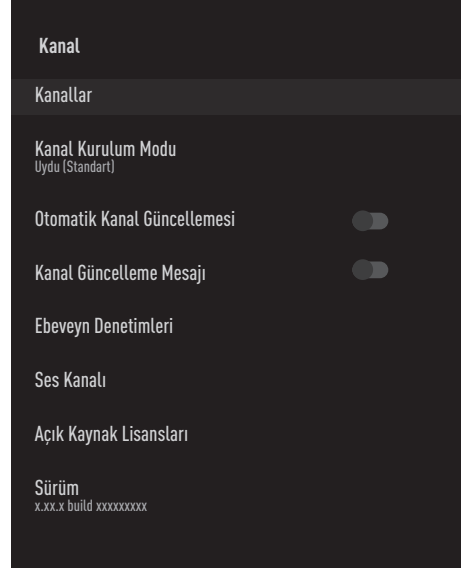 Kanal
Kanallar
Kanal Kurulum Modu
Uydu (Standart)
Otomatik Kanal Güncellemesi
Kanal Güncelleme Mesajı
Ebeveyn Denetimleri
Ses Kanalı
Açık Kaynak Lisansları
Sürüm
x.xx.x build xxxxxxxxx